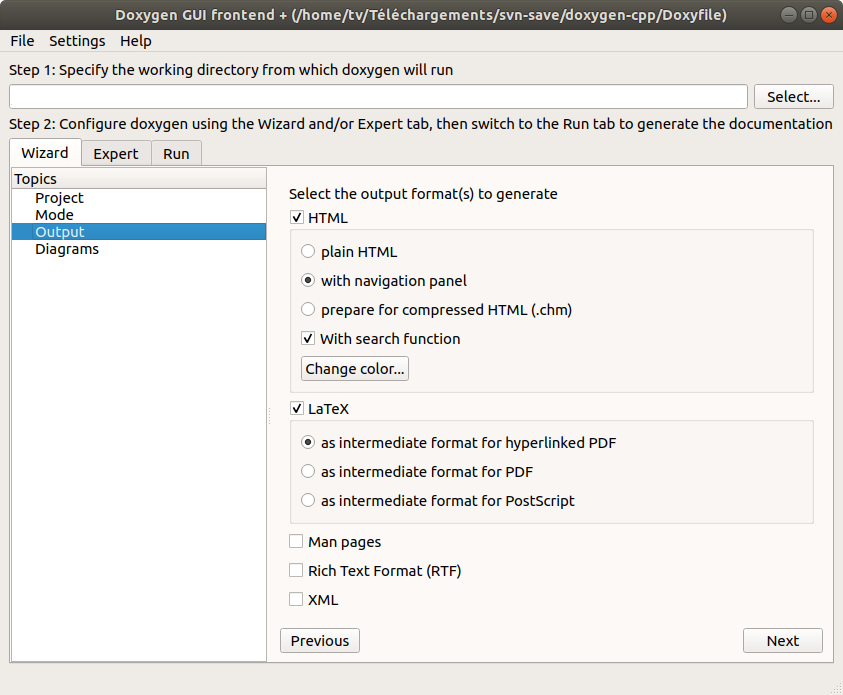 Doxygen GUI frontend + (/home/tv/Téléchargements/svn-save/doxygen-cpp/Doxyfile)
File Settings Help
Step 1: Specify the working directory from which doxygen will run
Select...
Step 2: Configure doxygen using the Wizard and/or Expert tab, then switch to the Run tab to generate the documentation
Wizard Expert Run
Topics
Project
Mode
Output
Diagrams
Select the output format(s) to generate
HTML
plain HTML
with navigation panel
prepare for compressed HTML (.chm)
With search function
Change color...
LaTeX
as intermediate format for hyperlinked PDF
as intermediate format for PDF
as intermediate format for PostScript
Man pages
Rich Text Format (RTF)
XML
Previous Next